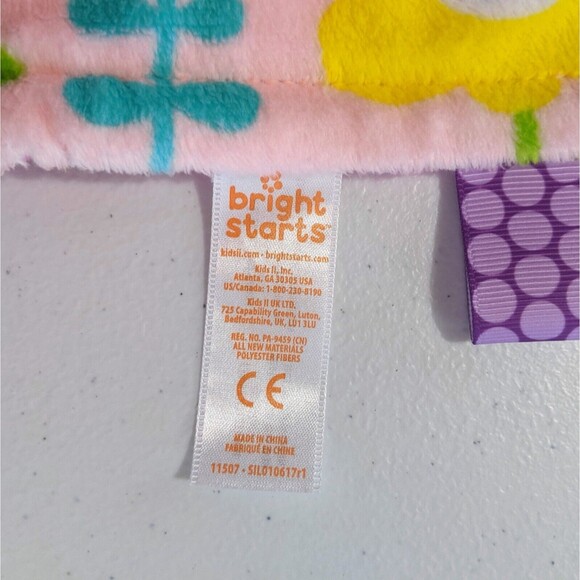 bright
starts™
kidsii.com • brightstarts.com
Kids II, Inc.
Atlanta, GA 30305 USA
US/Canada: 1-800-230-8190
Kids II UK LTD,
725 Capability Green, Luton,
Bedfordshire, UK, LU1 3LU
REG. NO. PA-9459 (CN)
ALL NEW MATERIALS
POLYESTER FIBERS
CE
MADE IN CHINA
FABRIQUÉ EN CHINE
11507 • SIL010617r1